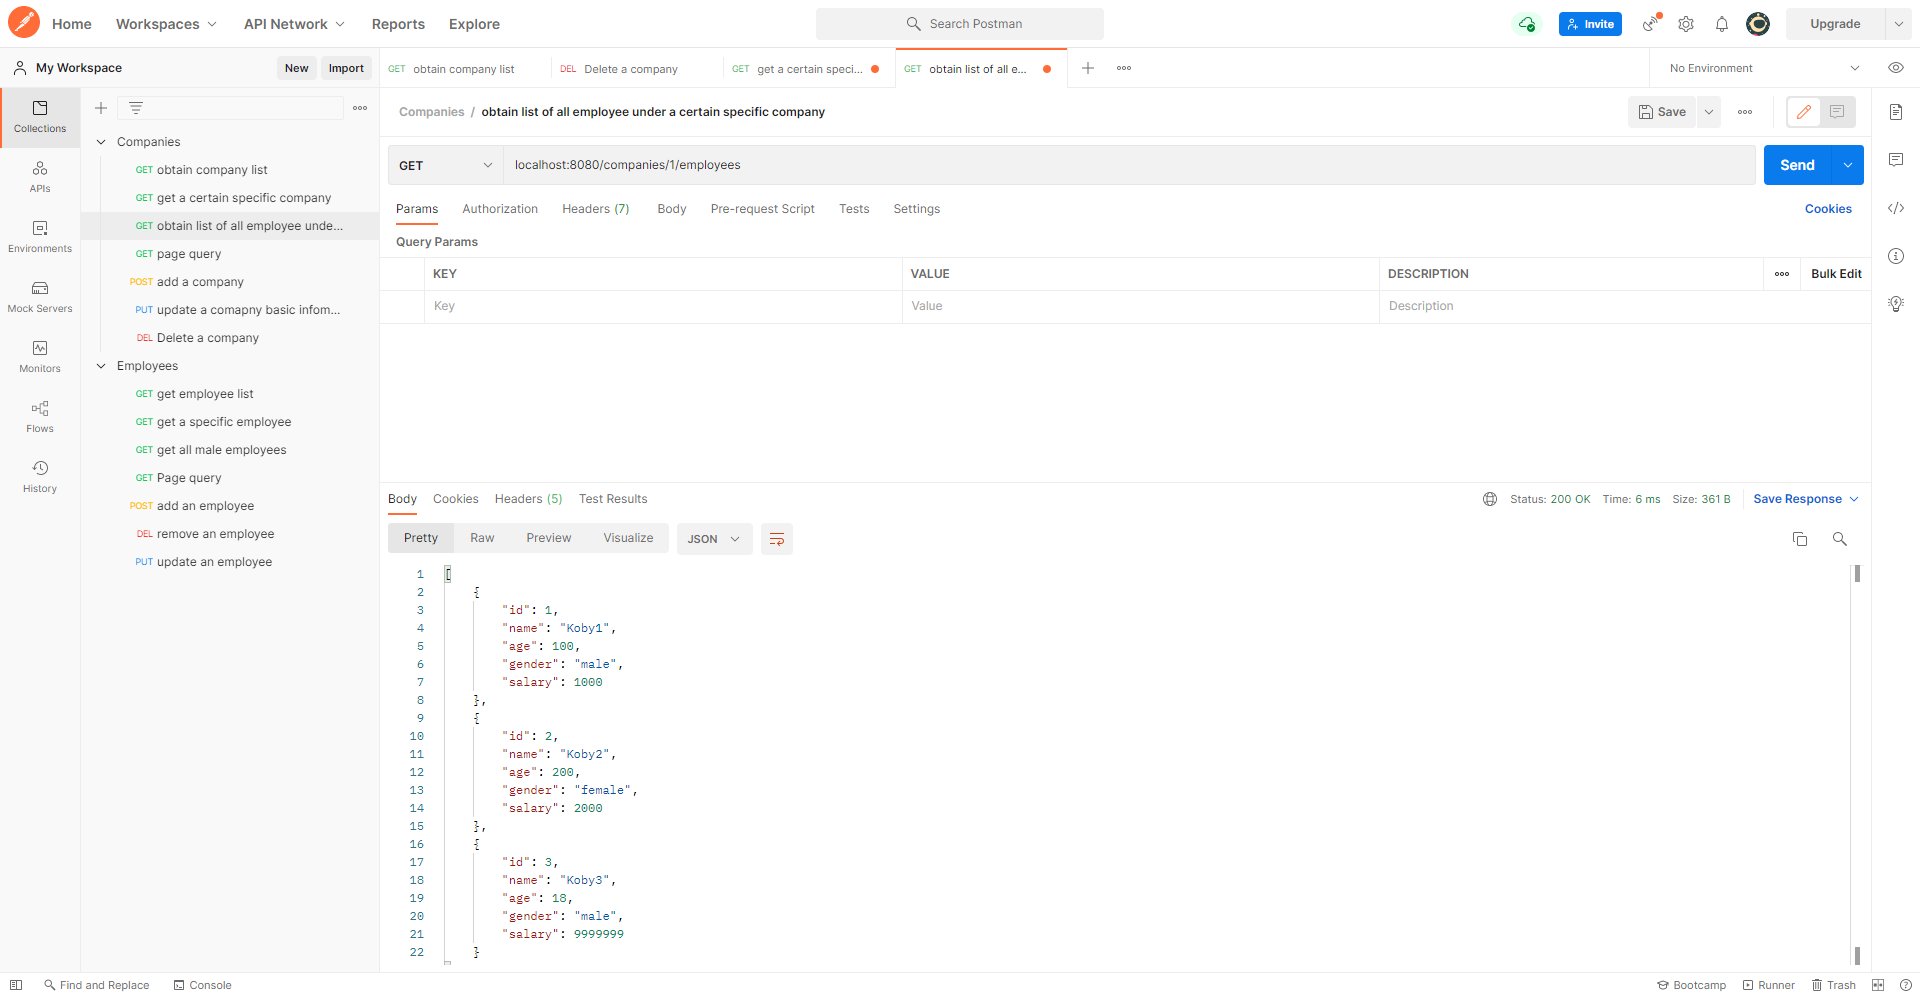 Home
Workspaces
API Network
Reports
Explore
Search Postman
Invite
Upgrade
My Workspace
New
Import
GET obtain company list
DEL Delete a company
GET get a certain speci...
GET obtain list of all e...
No Environment
Collections
APIs
Environments
Mock Servers
Monitors
Flows
History
Companies
GET obtain company list
GET get a certain specific company
GET obtain list of all employee unde...
GET page query
POST add a company
PUT update a comapny basic infom...
DEL Delete a company
Employees
GET get employee list
GET get a specific employee
GET get all male employees
GET Page query
POST add an employee
DEL remove an employee
PUT update an employee
Companies / obtain list of all employee under a certain specific company
Save
GET
localhost:8080/companies/1/employees
Send
Params
Authorization
Headers (7)
Body
Pre-request Script
Tests
Settings
Cookies
Query Params
KEY
VALUE
DESCRIPTION
Bulk Edit
Key
Value
Description
Body
Cookies
Headers (5)
Test Results
Status: 200 OK
Time: 6 ms
Size: 361 B
Save Response
Pretty
Raw
Preview
Visualize
JSON
1 [
2 {
3 "id": 1,
4 "name": "Koby1",
5 "age": 100,
6 "gender": "male",
7 "salary": 1000
8 },
9 {
10 "id": 2,
11 "name": "Koby2",
12 "age": 200,
13 "gender": "female",
14 "salary": 2000
15 },
16 {
17 "id": 3,
18 "name": "Koby3",
19 "age": 18,
20 "gender": "male",
21 "salary": 9999999
22 }
Find and Replace
Console
Bootcamp
Runner
Trash